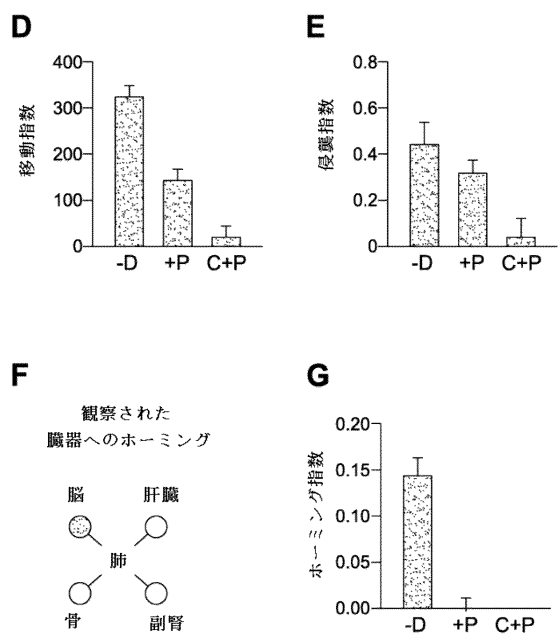 D
400
300
200
100
0
移動指数
-D +P C+P
E
0.8
0.6
0.4
0.2
0
侵襲指数
-D +P C+P
F
観察された
臓器へのホーミング
脳 肝臓
肺
骨 副腎
G
0.20
0.15
0.10
0.05
0.00
ホーミング指数
-D +P C+P